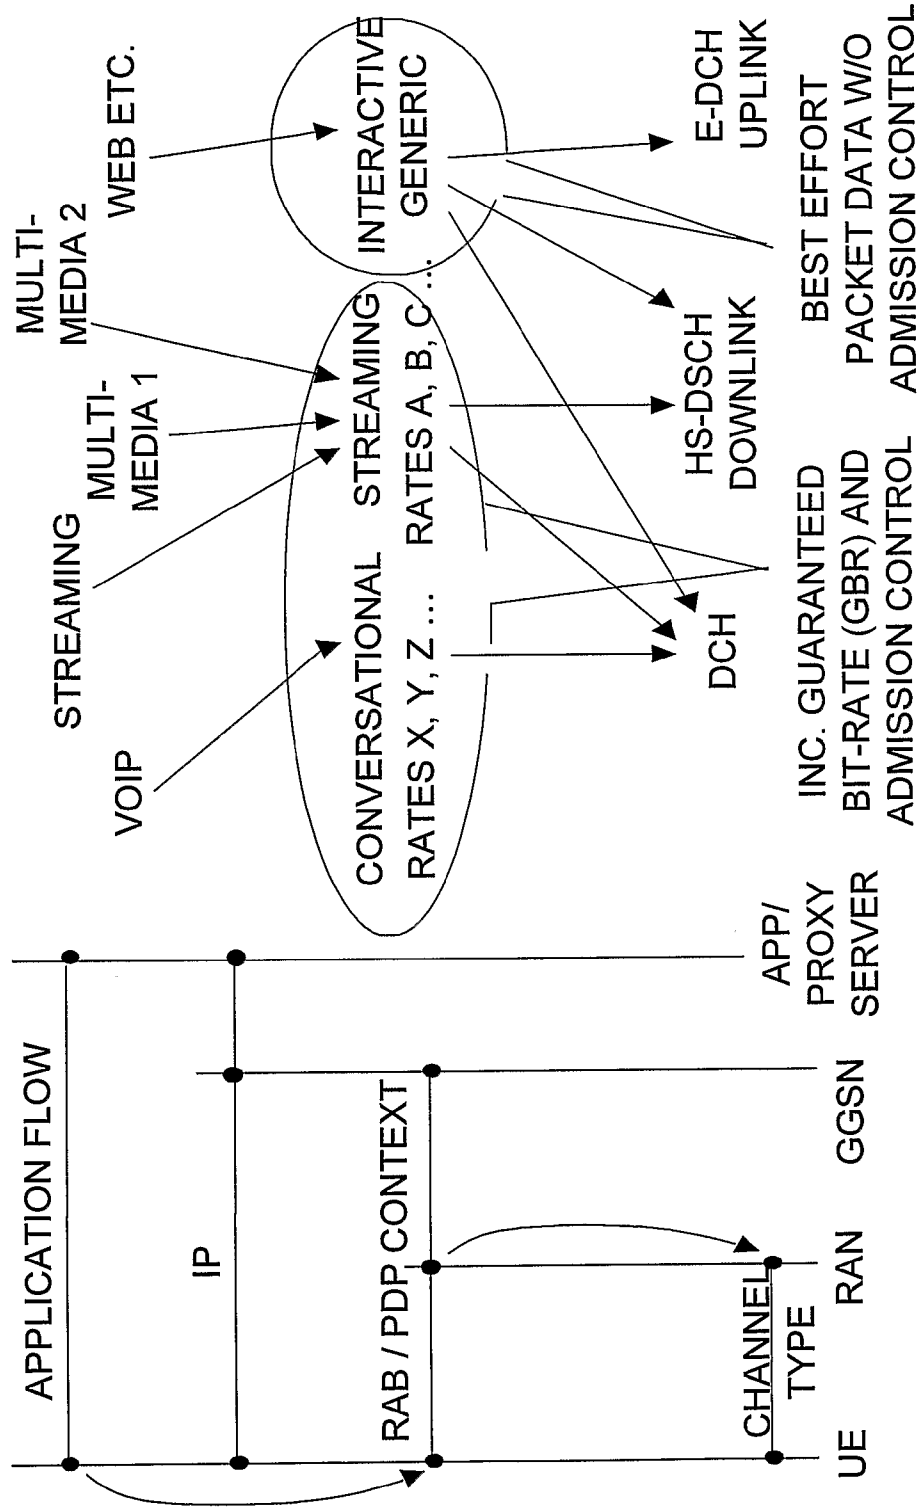 APPLICATION FLOW
IP
RAB / PDP CONTEXT
CHANNEL
TYPE
UE
RAN
GGSN
APP/
PROXY
SERVER
VOIP
STREAMING
MULTI-
MEDIA 1
MULTI-
MEDIA 2
WEB ETC.
CONVERSATIONAL
RATES X, Y, Z ...
STREAMING
RATES A, B, C ...
INTERACTIVE
GENERIC
DCH
HS-DSCH
DOWNLINK
E-DCH
UPLINK
INC. GUARANTEED
BIT-RATE (GBR) AND
ADMISSION CONTROL
BEST EFFORT
PACKET DATA W/O
ADMISSION CONTROL